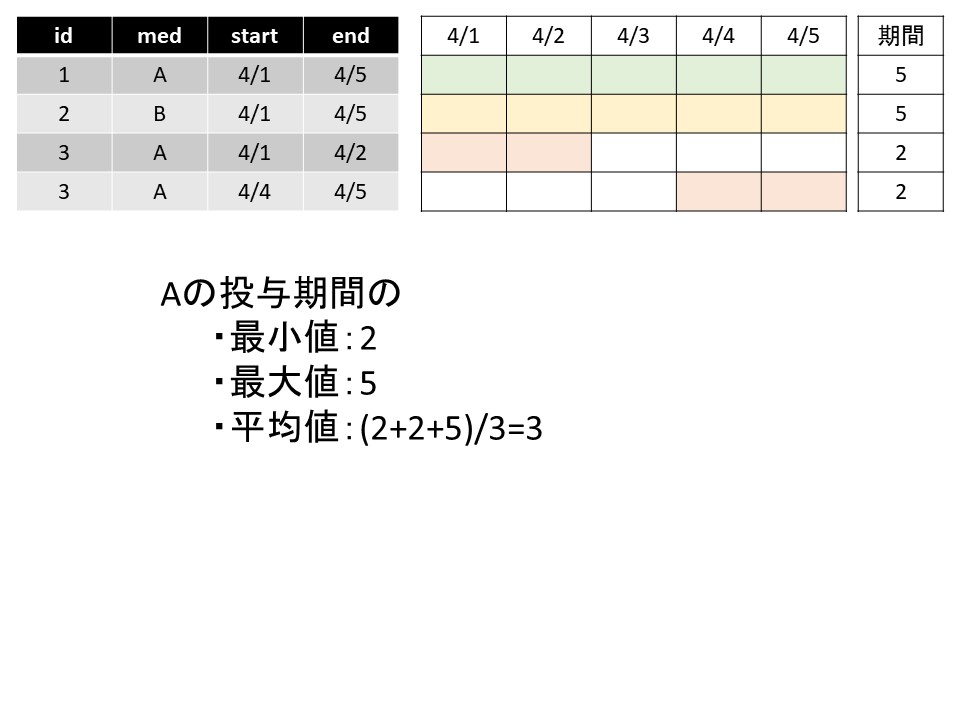 id med start end 4/1 4/2 4/3 4/4 4/5 期間
1 A 4/1 4/5 5
2 B 4/1 4/5 5
3 A 4/1 4/2 2
3 A 4/4 4/5 2
Aの投与期間の
・最小値：2
・最大値：5
・平均値：(2+2+5)/3=3